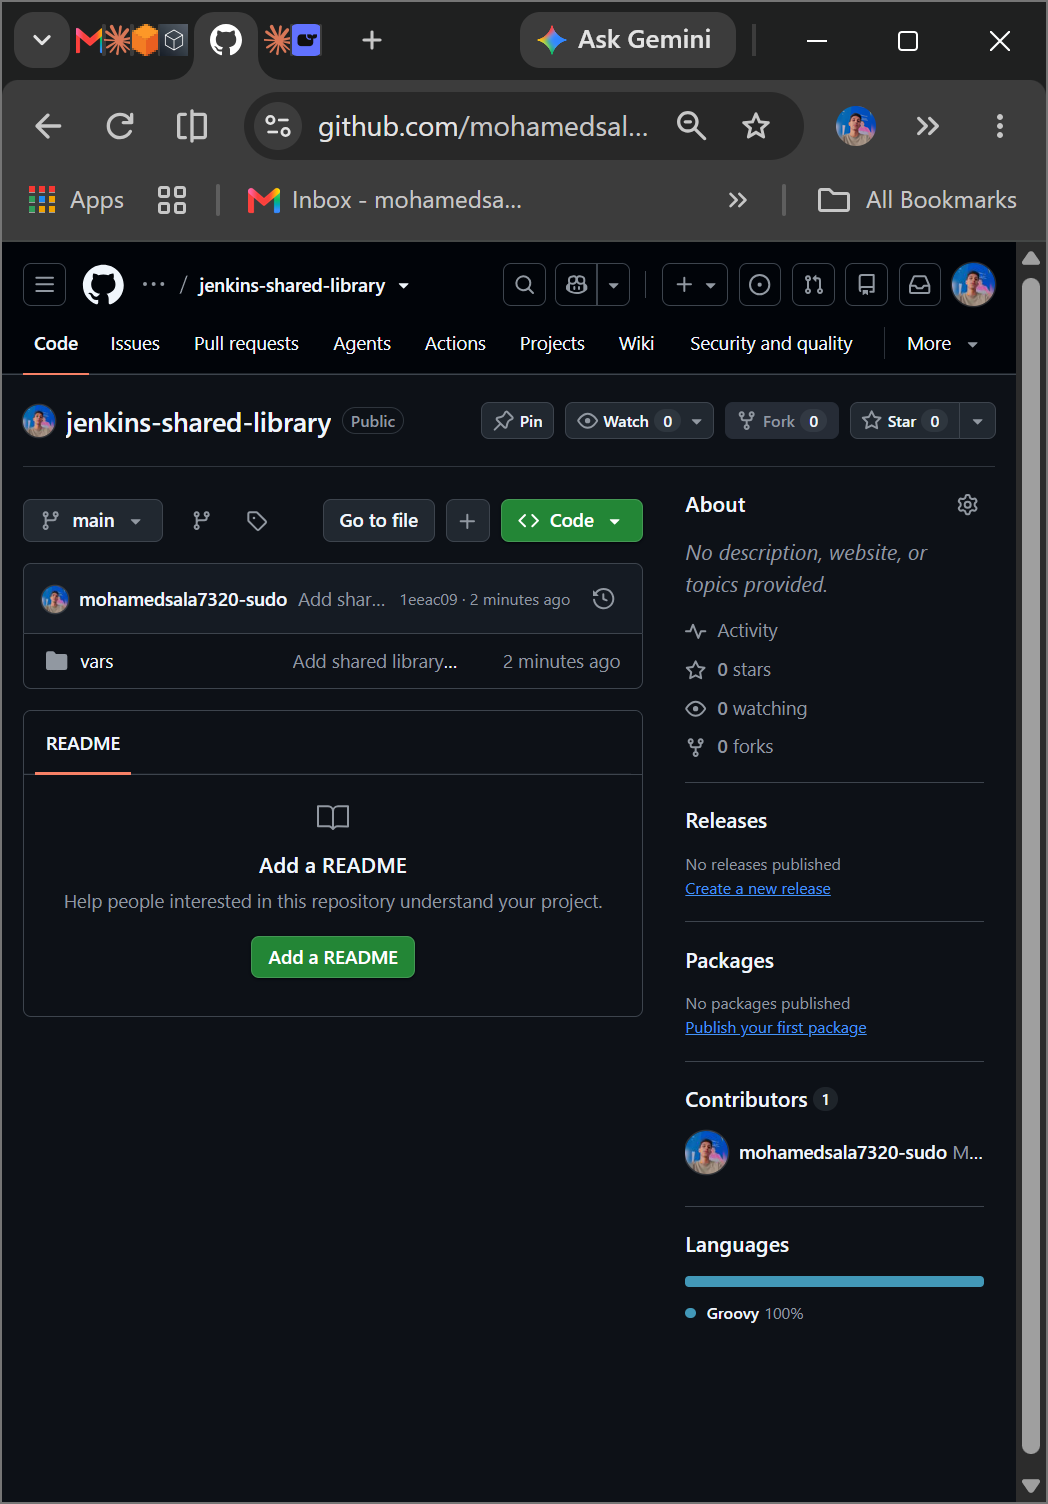 Ask Gemini
github.com/mohamedsal...
Apps
Inbox - mohamedsa...
All Bookmarks
... / jenkins-shared-library
Code Issues Pull requests Agents Actions Projects Wiki Security and quality More
jenkins-shared-library Public Pin Watch 0 Fork 0 Star 0
main Go to file Code
mohamedsala7320-sudo Add shar... 1eeac09 · 2 minutes ago
vars Add shared library... 2 minutes ago
README
Add a README
Help people interested in this repository understand your project.
Add a README
About
No description, website, or
topics provided.
Activity
0 stars
0 watching
0 forks
Releases
No releases published
Create a new release
Packages
No packages published
Publish your first package
Contributors 1
mohamedsala7320-sudo M...
Languages
Groovy 100%